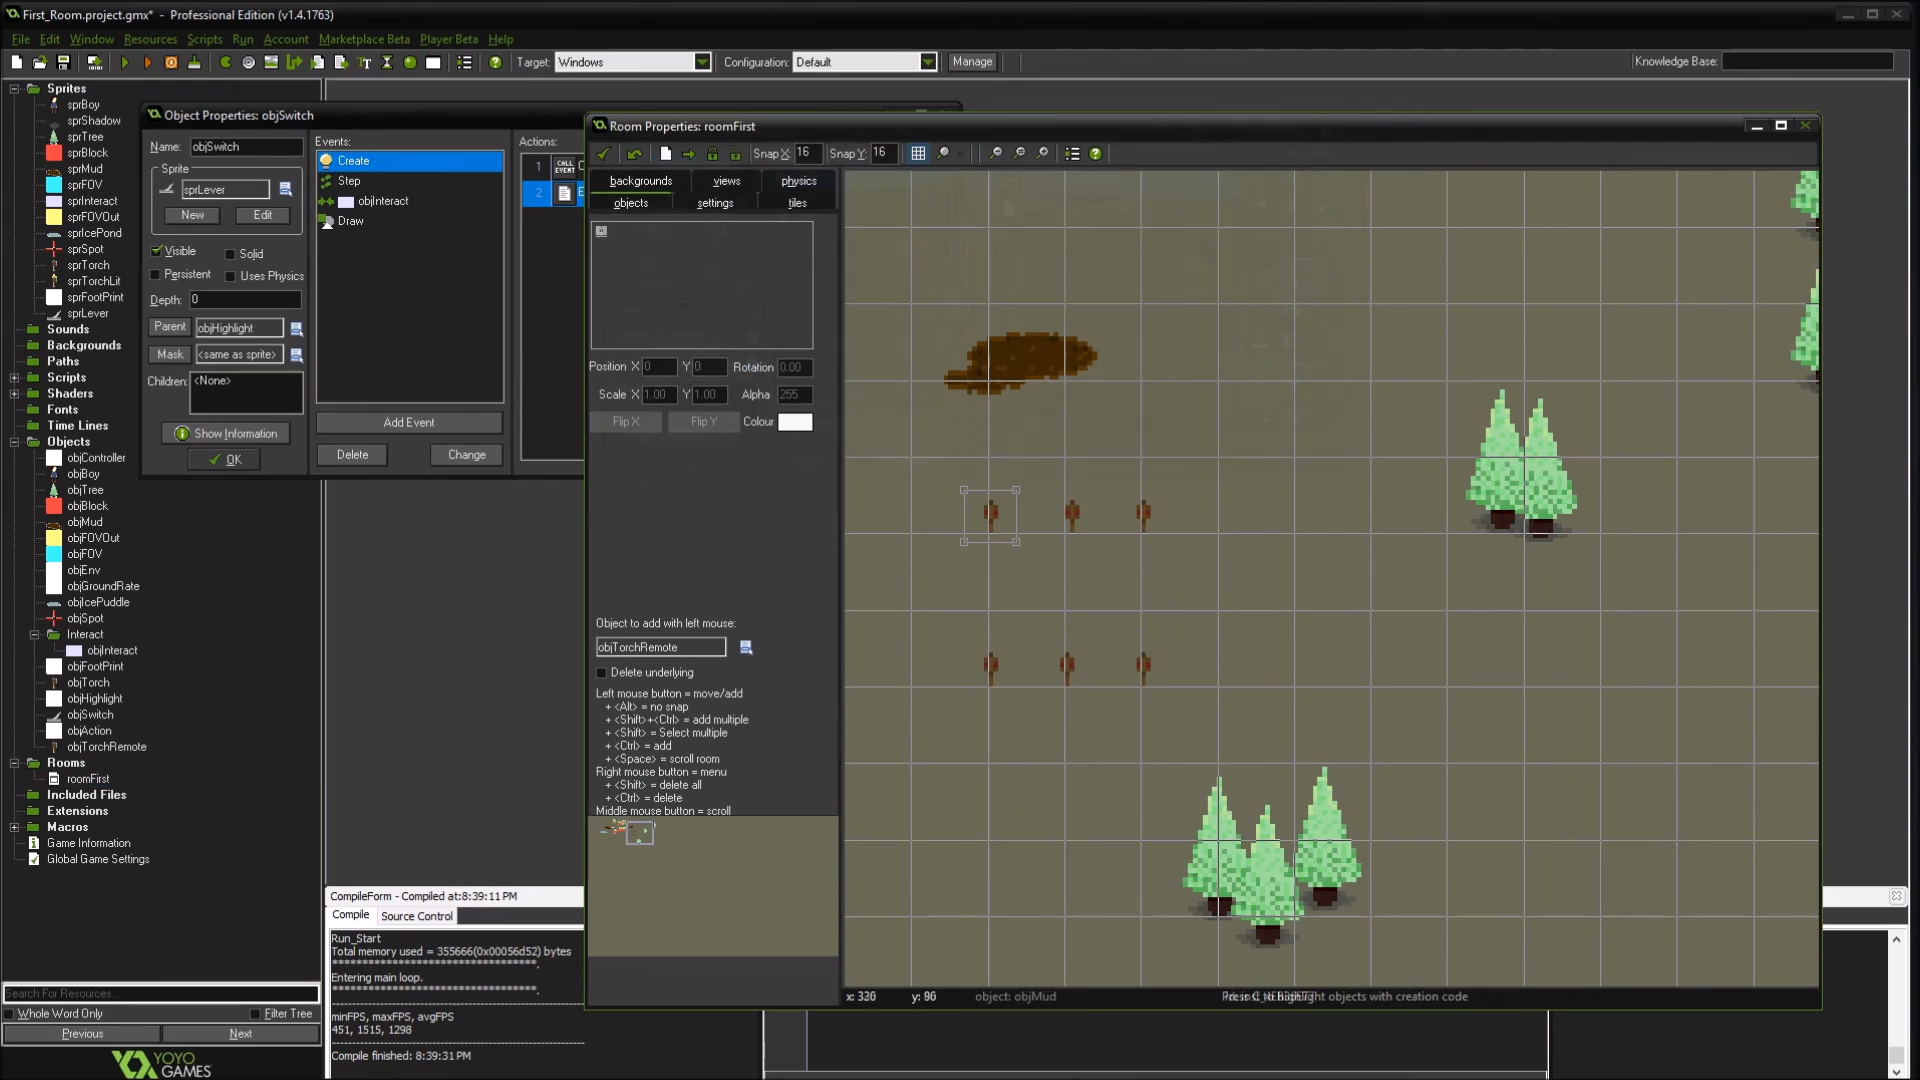 First_Room.project.gmx* - Professional Edition (v1.4.1763)
File Edit Window Resources Scripts Run Account Marketplace Beta Player Beta Help
Target: Windows Configuration: Default Manage Knowledge Base:
Sprites
sprBoy
sprShadow
sprTree
sprBlock
sprMud
sprFOV
sprInteract
sprFOVOut
sprIcePond
sprSpot
sprTorch
sprTorchLit
sprFootPrint
sprLever
Sounds
Backgrounds
Paths
Scripts
Shaders
Fonts
Time Lines
Objects
objController
objBoy
objTree
objBlock
objMud
objFOVOut
objFOV
objEnv
objGroundRate
objIcePuddle
objSpot
Interact
objInteract
objFootPrint
objTorch
objHighlight
objSwitch
objAction
objTorchRemote
Rooms
roomFirst
Included Files
Extensions
Macros
Game Information
Global Game Settings
Search For Resources...
Whole Word Only Filter Tree
Previous Next
YOYO
GAMES
Object Properties: objSwitch
Name: objSwitch
Sprite
sprLever
New Edit
Visible Solid
Persistent Uses Physics
Depth: 0
Parent objHighlight
Mask <same as sprite>
Children: <None>
Show Information
OK
Events:
Create
Step
objInteract
Draw
Add Event
Delete Change
Actions:
1 CALL EVENT
2
Room Properties: roomFirst
Snap X: 16 Snap Y: 16
backgrounds views physics
objects settings tiles
Position X 0 Y 0 Rotation 0.00
Scale X 1.00 Y 1.00 Alpha 255
Flip X Flip Y Colour
Object to add with left mouse:
objTorchRemote
Delete underlying
Left mouse button = move/add
+ <Alt> = no snap
+ <Shift>+<Ctrl> = add multiple
+ <Shift> = Select multiple
+ <Ctrl> = add
+ <Space> = scroll room
Right mouse button = menu
+ <Shift> = delete all
+ <Ctrl> = delete
Middle mouse button = scroll
x: 320 y: 96 object: objMud highlight objects with creation code
CompileForm - Compiled at:8:39:11 PM
Compile Source Control
Run_Start
Total memory used = 355666(0x00056d52) bytes
**********************************.
Entering main loop.
**********************************.
minFPS, maxFPS, avgFPS
451, 1515, 1298
Compile finished: 8:39:31 PM